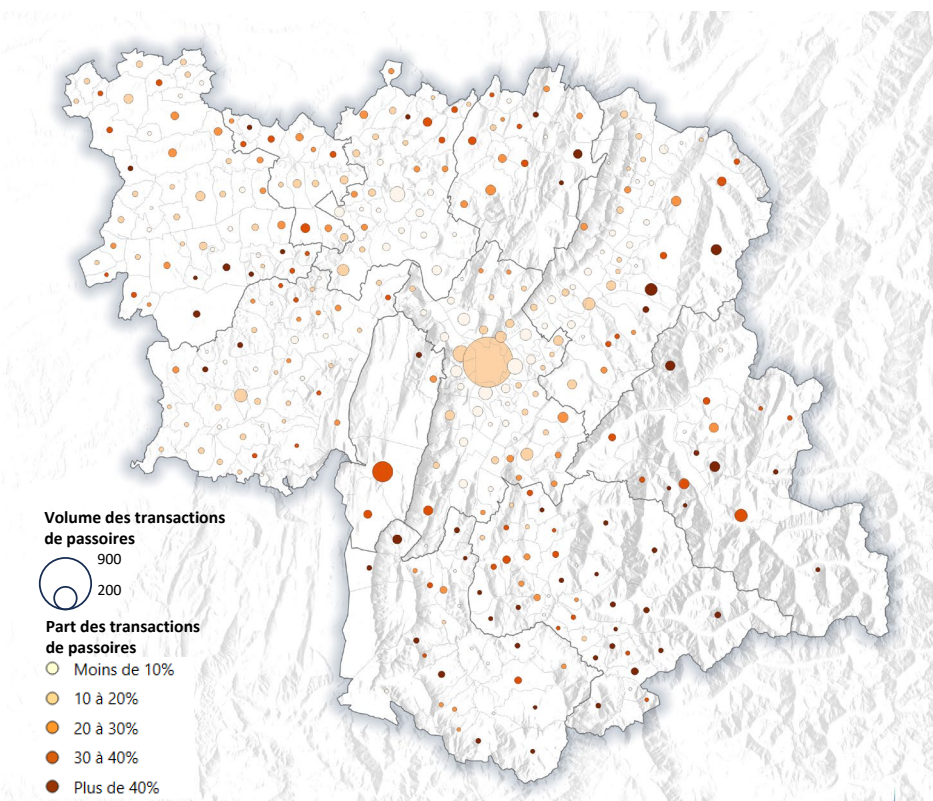 Volume des transactions
de passoires
900
200
Part des transactions
de passoires
Moins de 10%
10 à 20%
20 à 30%
30 à 40%
Plus de 40%